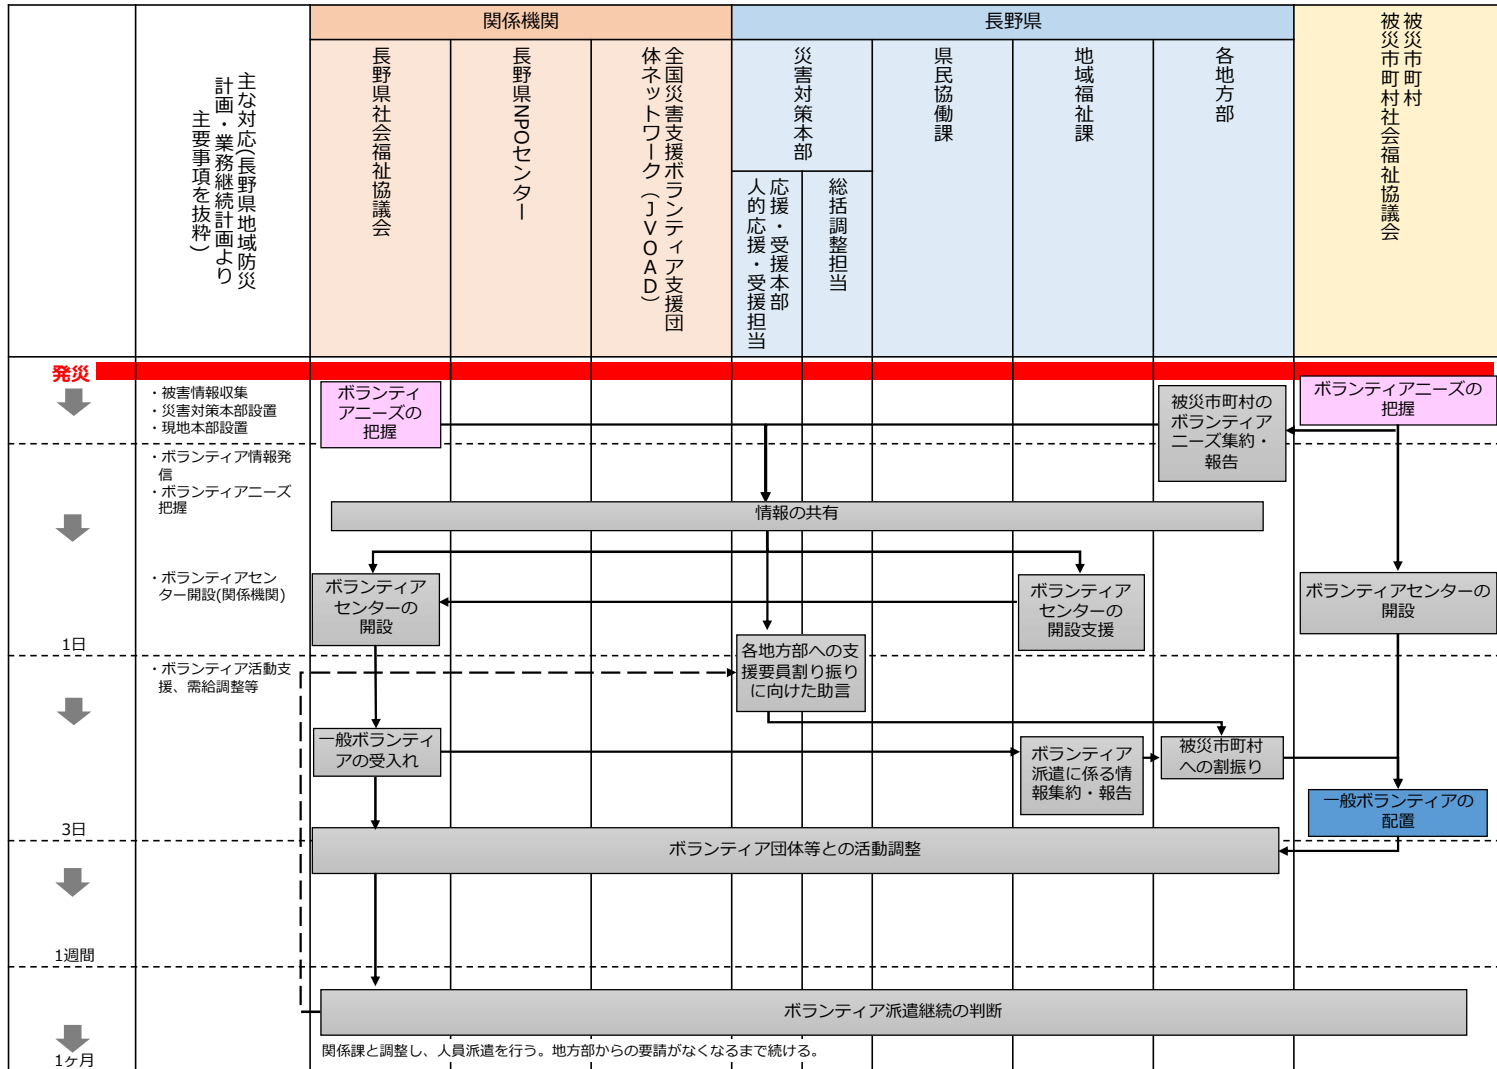 関係機関
長野県
主な対応(長野県地域防災
計画・業務継続計画より
主要事項を抜粋)
長野県社会福祉協議会
長野県NPOセンター
全国災害支援ボランティア支援団
体ネットワーク(JVOAD)
災害対策本部
応援・受援本部
人的応援・受援担当
総括調整担当
県民協働課
地域福祉課
各地方部
被災市町村
被災市町村社会福祉協議会
発災
・被害情報収集
・災害対策本部設置
・現地本部設置
ボランティ
アニーズの
把握
被災市町村の
ボランティア
ニーズ集約・
報告
ボランティアニーズの
把握
・ボランティア情報発
信
・ボランティアニーズ
把握
情報の共有
・ボランティアセン
ター開設(関係機関)
ボランティア
センターの
開設
ボランティア
センターの
開設支援
ボランティアセンターの
開設
1日
・ボランティア活動支
援、需給調整等
各地方部への支
援要員割り振り
に向けた助言
一般ボランティ
アの受入れ
ボランティア
派遣に係る情
報集約・報告
被災市町村
への割振り
一般ボランティアの
配置
3日
ボランティア団体等との活動調整
1週間
ボランティア派遣継続の判断
関係課と調整し、人員派遣を行う。地方部からの要請がなくなるまで続ける。
1ヶ月